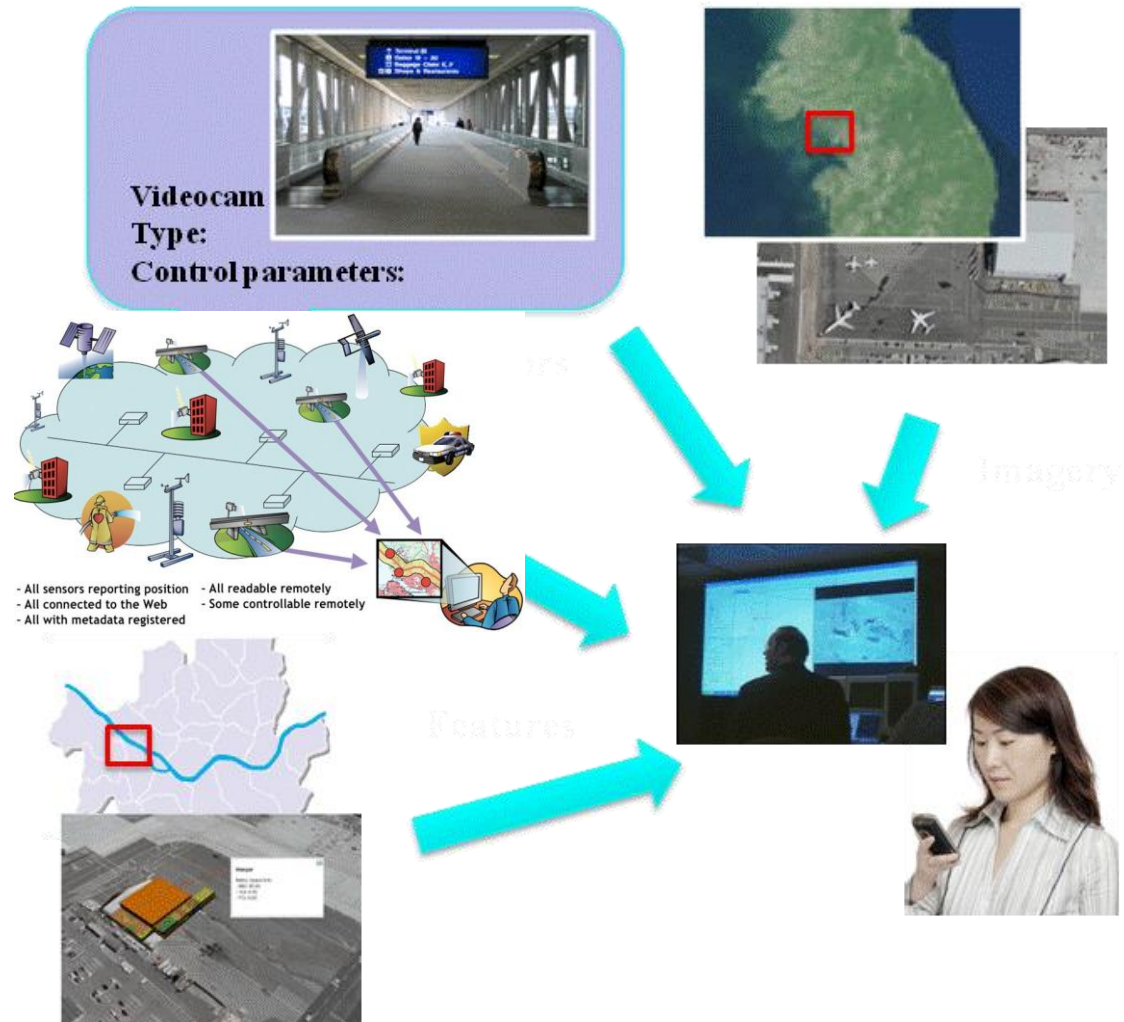 Terminal
Videocam
Type:
Control parameters:
Imagery
- All sensors reporting position
- All connected to the Web
- All with metadata registered
- All readable remotely
- Some controllable remotely
Features